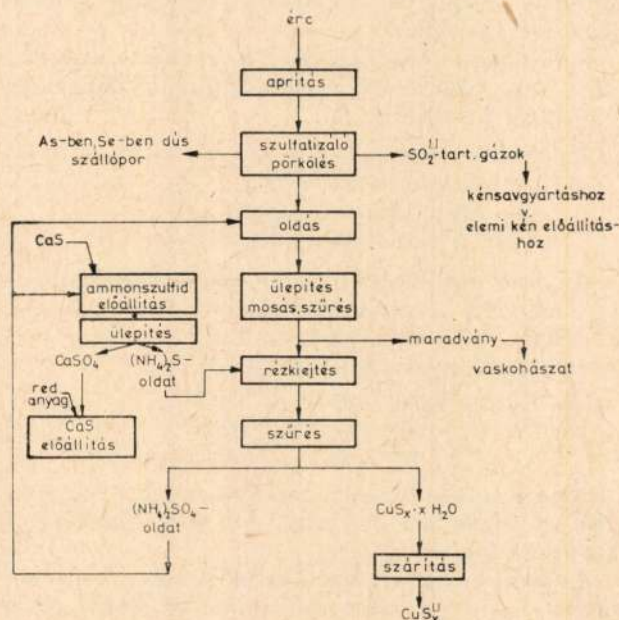 érc
aprítás
As-ben, Se-ben dús
szállópor
szulfatizáló
pörkölés
SO₂¹⁾-tart. gázok
kénsavgyártáshoz
v.
elemi kén előállítás-
hoz
oldás
CaS
ammonszulfid
előállítás
ülepítés
CaSO₄
(NH₄)₂S-
oldat
red
anyag
CaS
előállítás
ülepítés
mosás, szűrés
maradvány
vaskohászat
rézkiejtés
szűrés
(NH₄)₂SO₄-
oldat
CuSₓ·x H₂O
szárítás
CuSₓ¹⁾